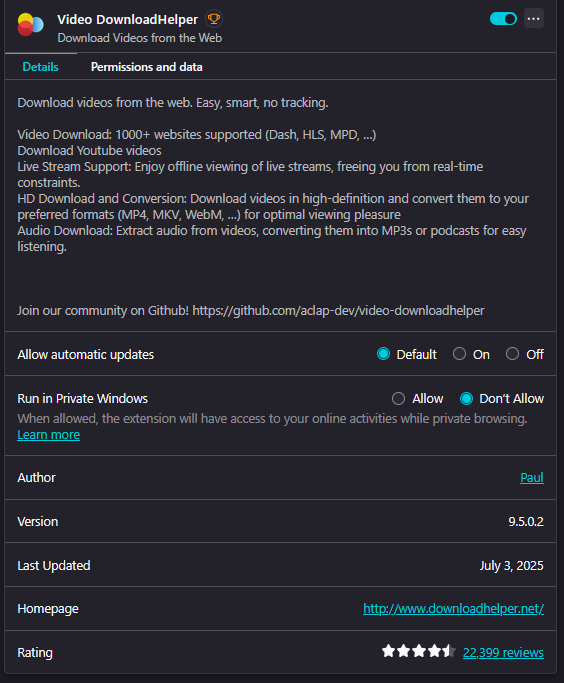 Video DownloadHelper
Download Videos from the Web
Details Permissions and data
Download videos from the web. Easy, smart, no tracking.
Video Download: 1000+ websites supported (Dash, HLS, MPD, ...)
Download Youtube videos
Live Stream Support: Enjoy offline viewing of live streams, freeing you from real-time
constraints.
HD Download and Conversion: Download videos in high-definition and convert them to your
preferred formats (MP4, MKV, WebM, ...) for optimal viewing pleasure
Audio Download: Extract audio from videos, converting them into MP3s or podcasts for easy
listening.
Join our community on Github! https://github.com/aclap-dev/video-downloadhelper
Allow automatic updates Default On Off
Run in Private Windows Allow Don't Allow
When allowed, the extension will have access to your online activities while private browsing.
Learn more
Author Paul
Version 9.5.0.2
Last Updated July 3, 2025
Homepage http://www.downloadhelper.net/
Rating 22,399 reviews